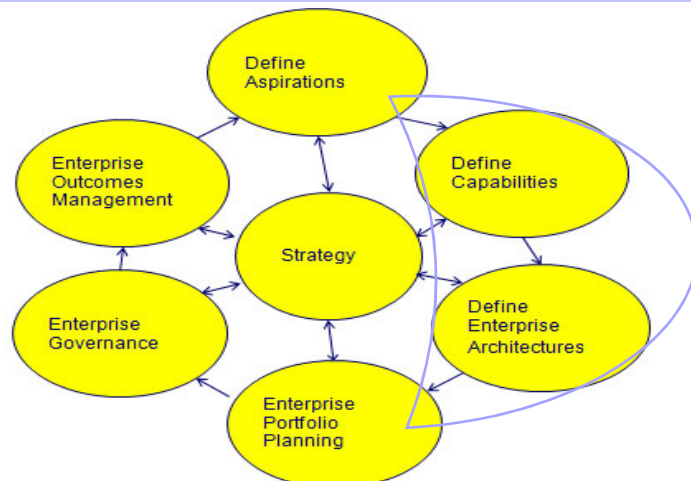 Define
Aspirations
Define
Capabilities
Define
Enterprise
Architectures
Enterprise
Portfolio
Planning
Enterprise
Governance
Enterprise
Outcomes
Management
Strategy